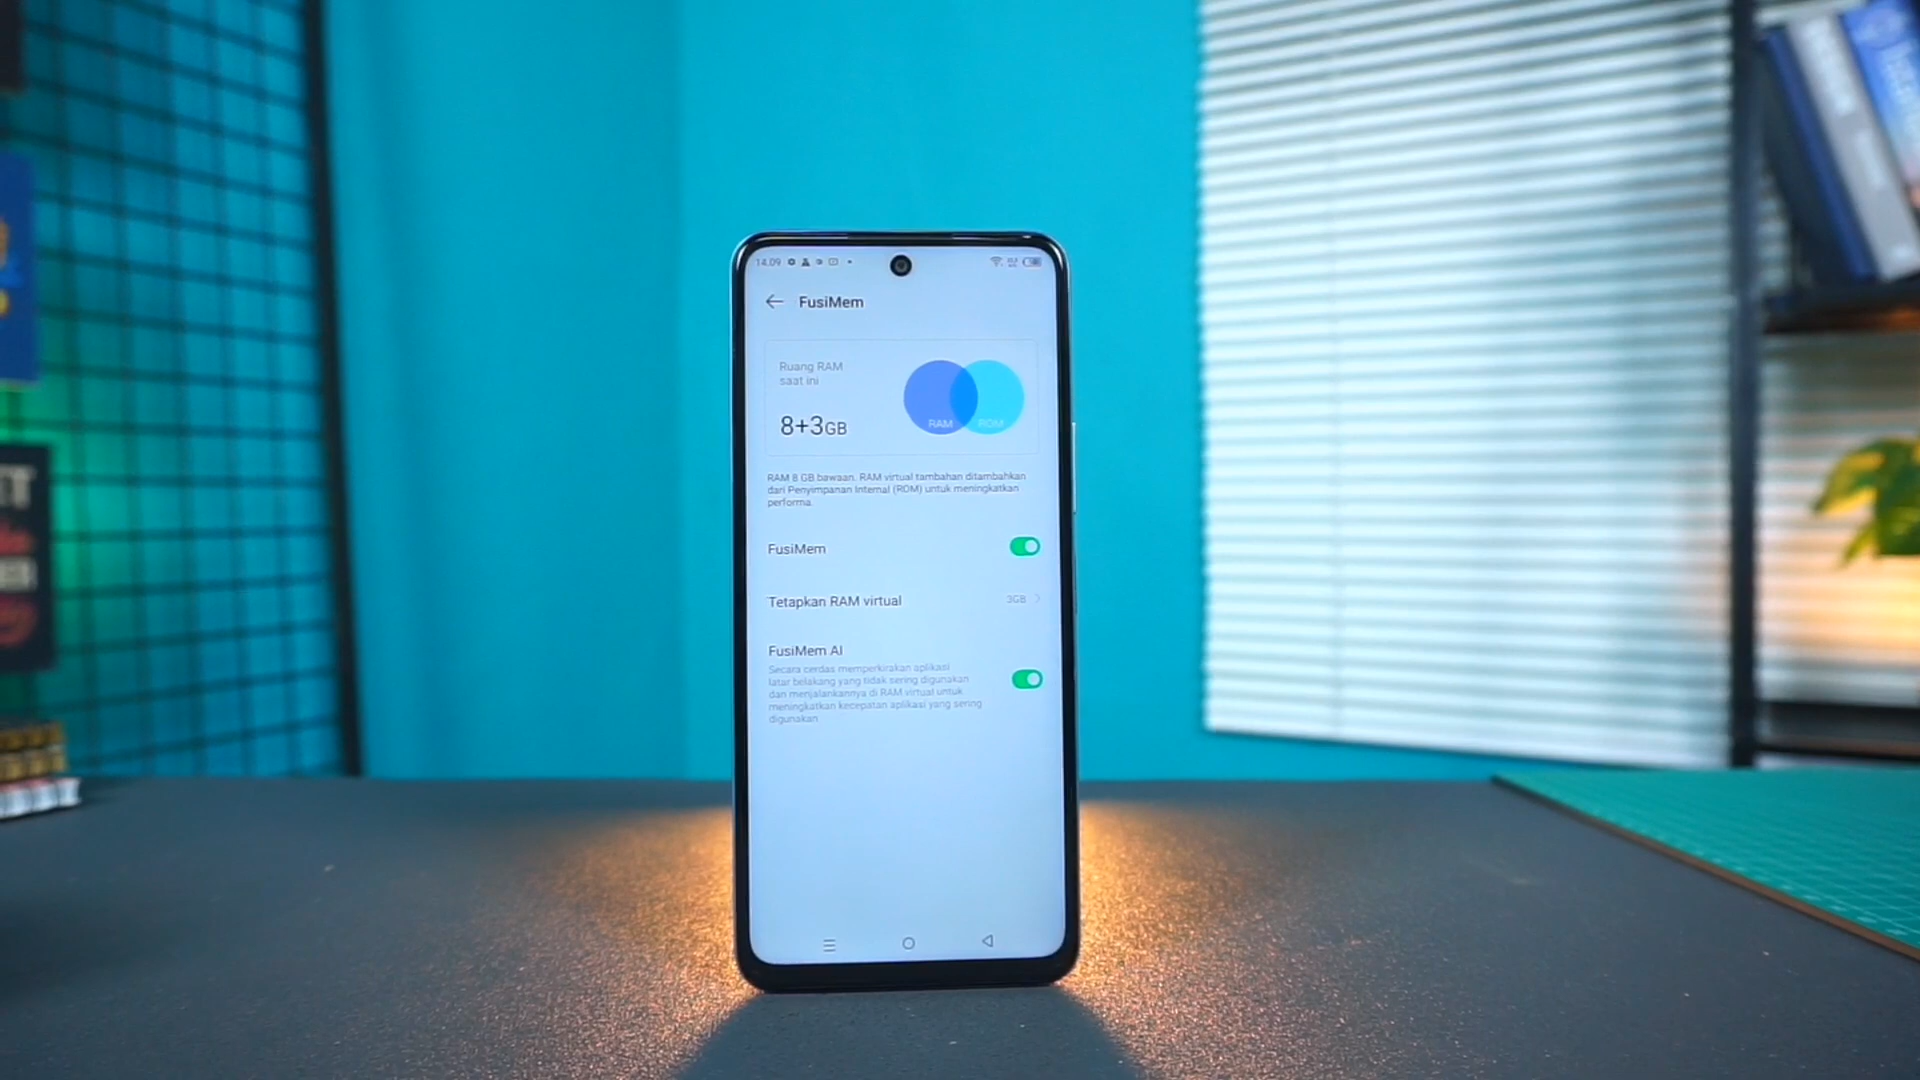 14.09
FusiMem
Ruang RAM
saat ini
8+3GB
RAM
ROM
RAM 8 GB bawaan. RAM virtual tambahan ditambahkan
dari Penyimpanan Internal (ROM) untuk meningkatkan
performa
FusiMem
Tetapkan RAM virtual
3GB
FusiMem AI
Secara cerdas memperkirakan aplikasi
latar belakang yang tidak sering digunakan
dan menjalankannya di RAM virtual untuk
meningkatkan kecepatan aplikasi yang sering
digunakan